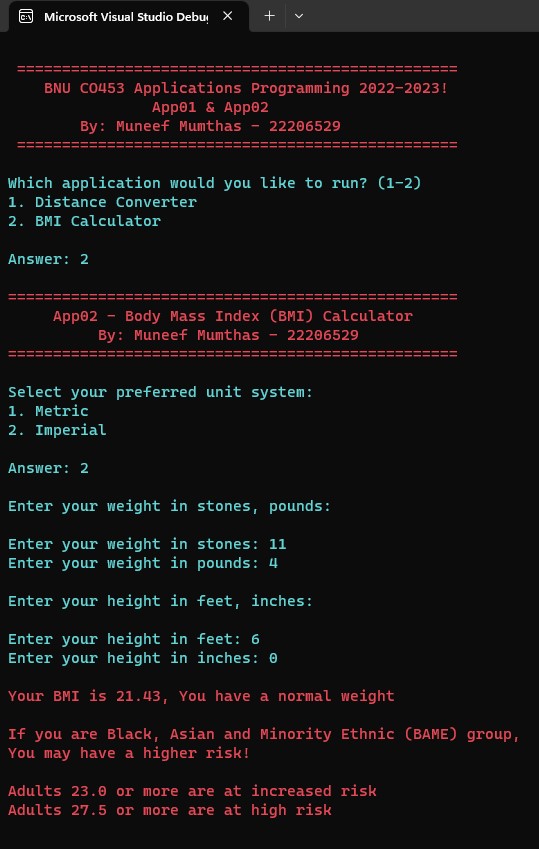 Microsoft Visual Studio Debug
==================================================
BNU CO453 Applications Programming 2022-2023!
App01 & App02
By: Muneef Mumthas - 22206529
==================================================
Which application would you like to run? (1-2)
1. Distance Converter
2. BMI Calculator
Answer: 2
==================================================
App02 - Body Mass Index (BMI) Calculator
By: Muneef Mumthas - 22206529
==================================================
Select your preferred unit system:
1. Metric
2. Imperial
Answer: 2
Enter your weight in stones, pounds:
Enter your weight in stones: 11
Enter your weight in pounds: 4
Enter your height in feet, inches:
Enter your height in feet: 6
Enter your height in inches: 0
Your BMI is 21.43, You have a normal weight
If you are Black, Asian and Minority Ethnic (BAME) group,
You may have a higher risk!
Adults 23.0 or more are at increased risk
Adults 27.5 or more are at high risk